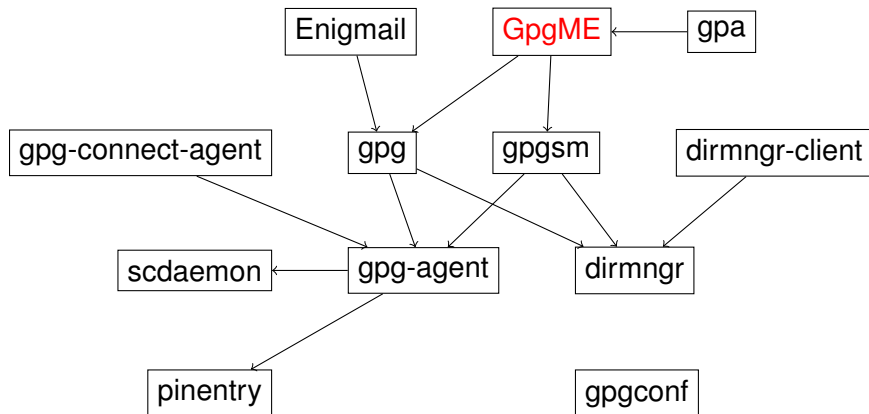 Enigmail
GpgME
gpa
gpg-connect-agent
gpg
gpgsm
dirmngr-client
scdaemon
gpg-agent
dirmngr
pinentry
gpgconf